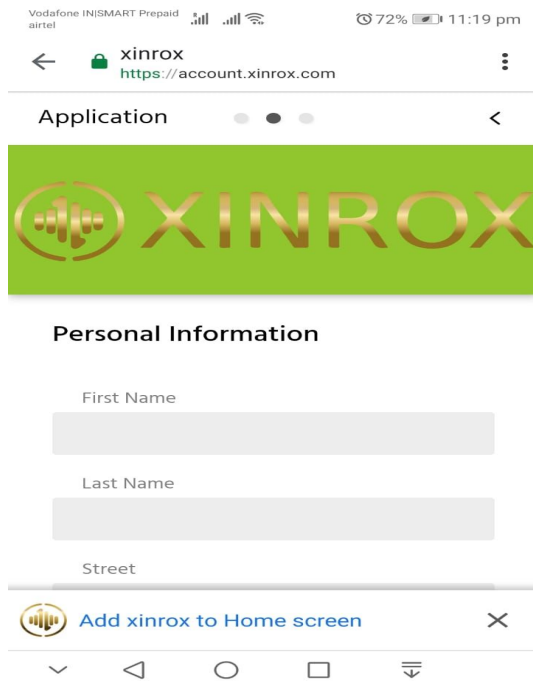 Vodafone IN|SMART Prepaid
airtel
72% 11:19 pm
xinrox
https://account.xinrox.com
Application
XINROX
Personal Information
First Name
Last Name
Street
Add xinrox to Home screen